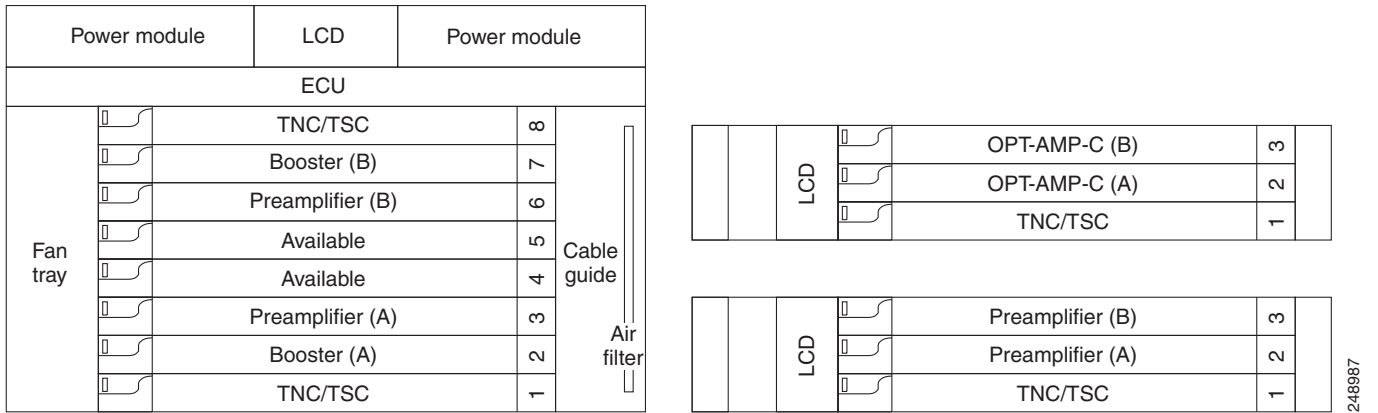 Power module
LCD
Power module
ECU
Fan
tray
TNC/TSC
8
Booster (B)
7
Preamplifier (B)
6
Available
5
Available
4
Preamplifier (A)
3
Booster (A)
2
TNC/TSC
1
Cable
guide
Air
filter
LCD
OPT-AMP-C (B)
3
OPT-AMP-C (A)
2
TNC/TSC
1
LCD
Preamplifier (B)
3
Preamplifier (A)
2
TNC/TSC
1
248987